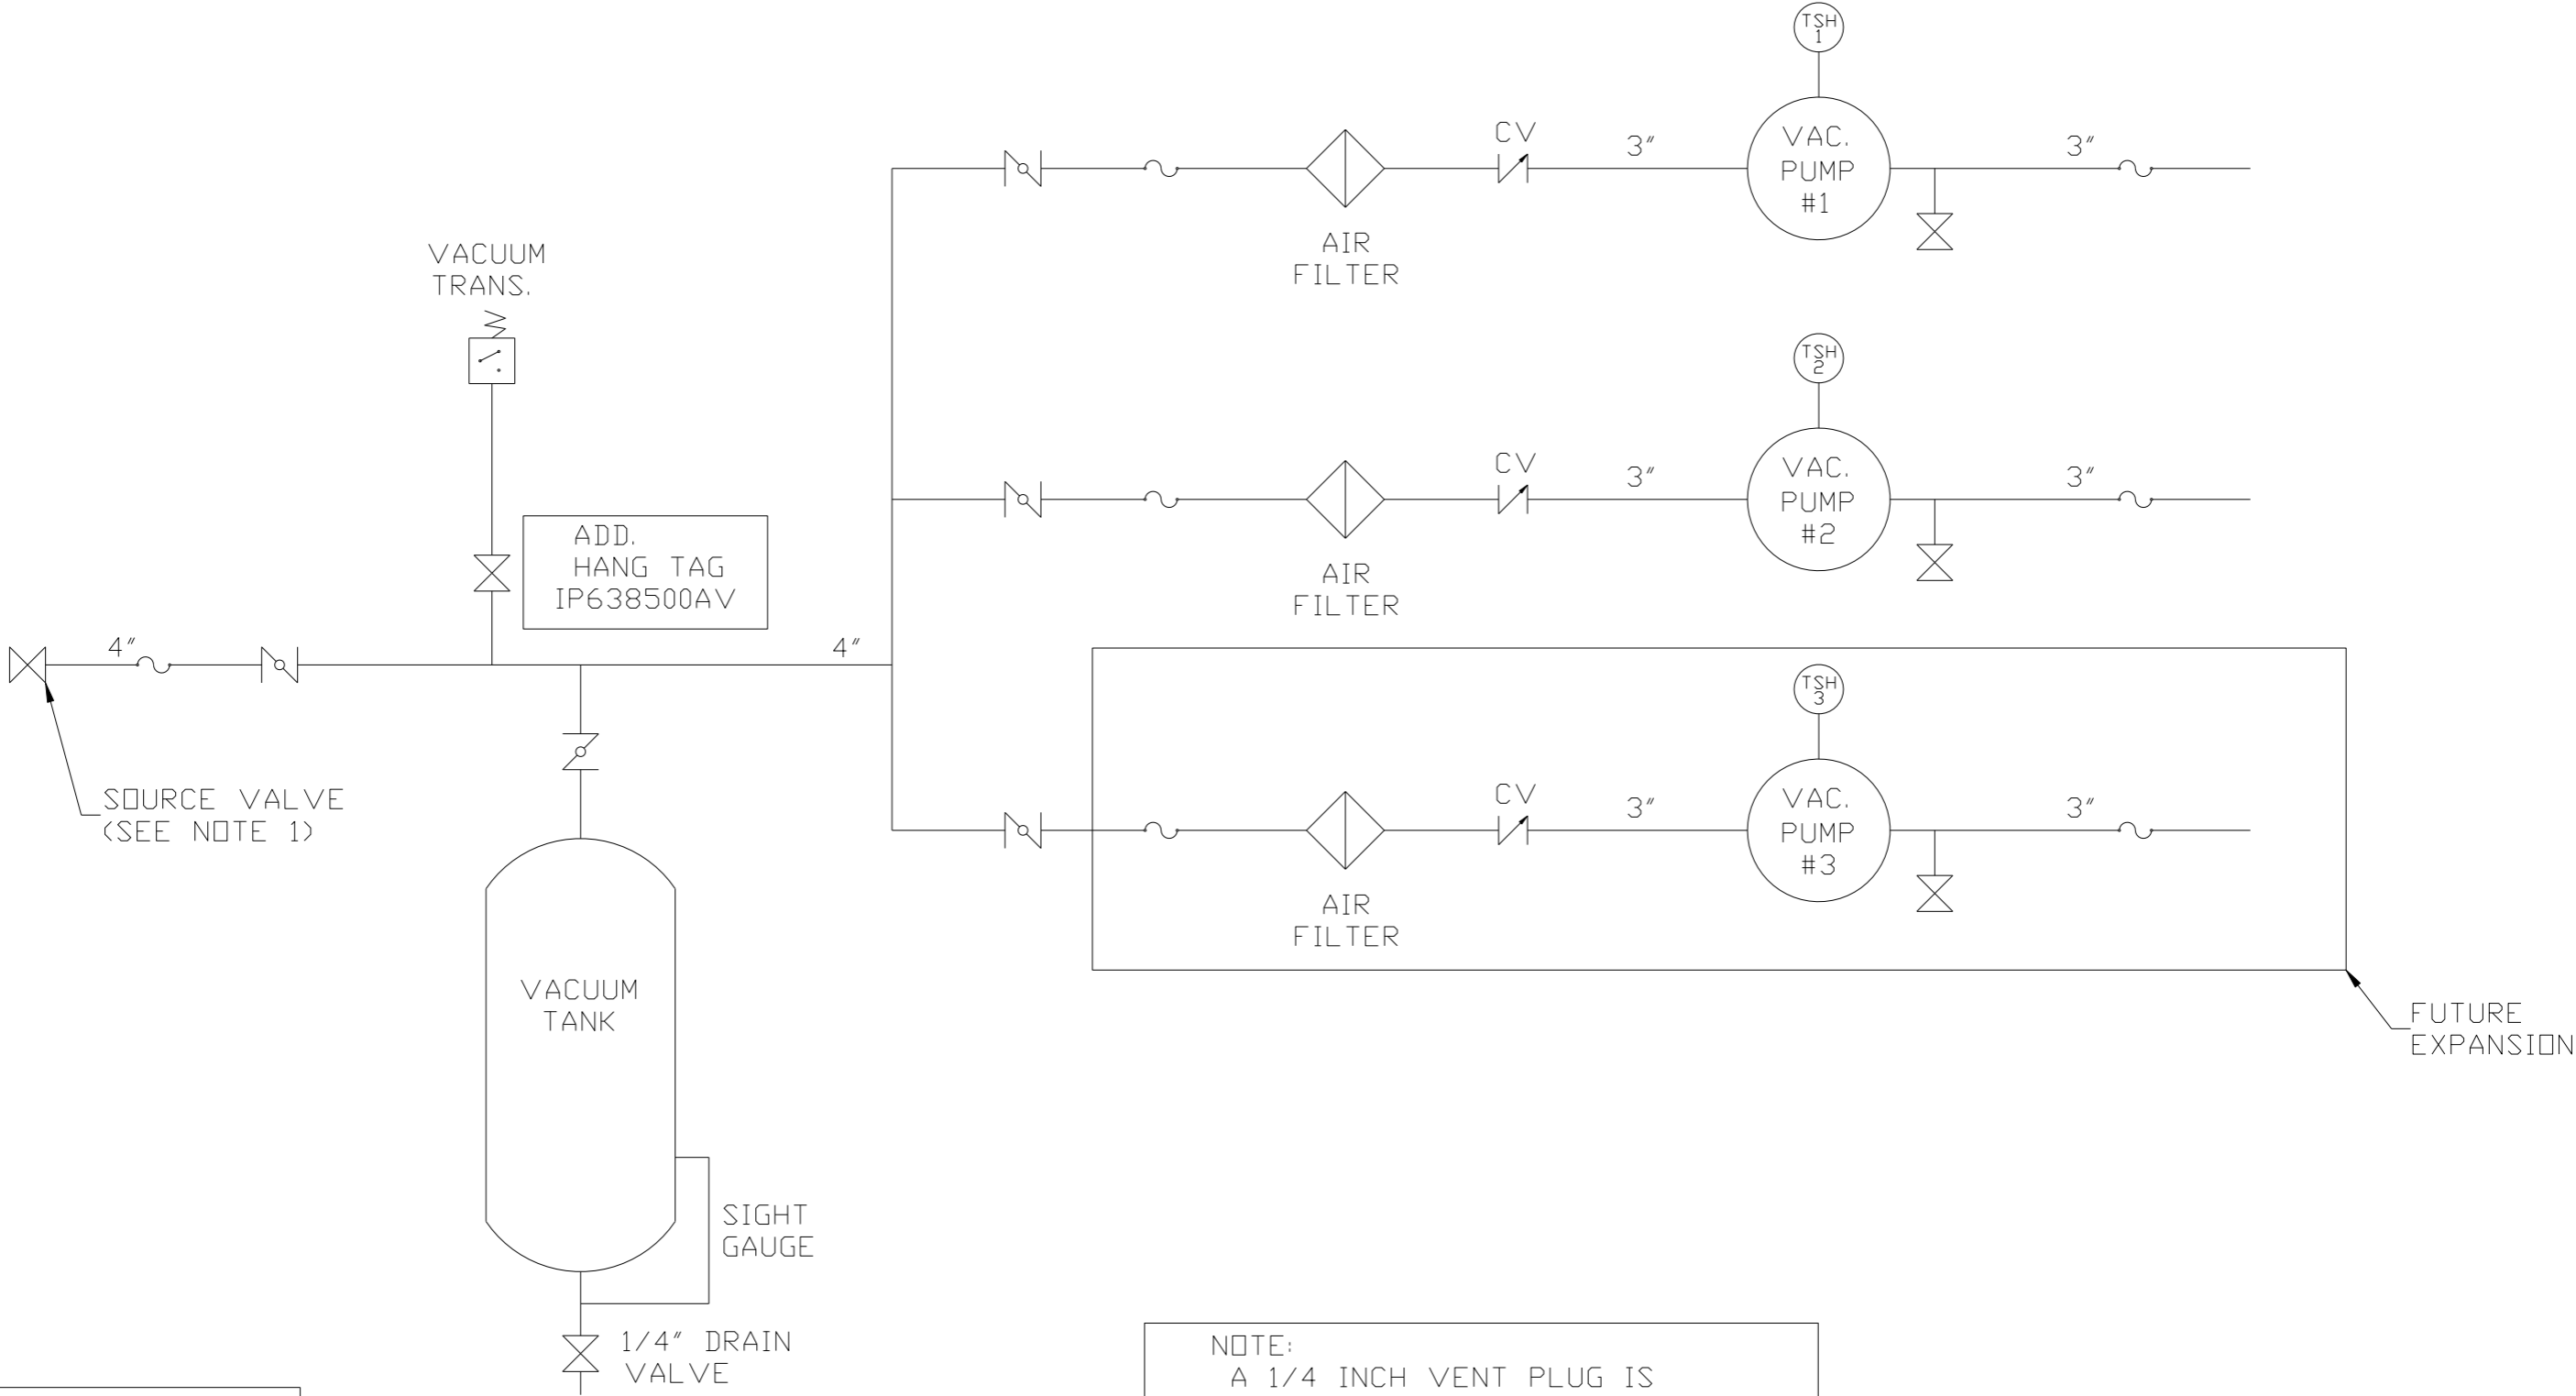 TSH
1
VAC.
PUMP
#1
CV
3"
3"
AIR
FILTER
VACUUM
TRANS.
TSH
2
VAC.
PUMP
#2
CV
3"
3"
AIR
FILTER
ADD.
HANG TAG
IP638500AV
4"
4"
SOURCE VALVE
(SEE NOTE 1)
TSH
3
VAC.
PUMP
#3
CV
3"
3"
AIR
FILTER
FUTURE
EXPANSION
VACUUM
TANK
SIGHT
GAUGE
1/4" DRAIN
VALVE
NOTE:
A 1/4 INCH VENT PLUG IS